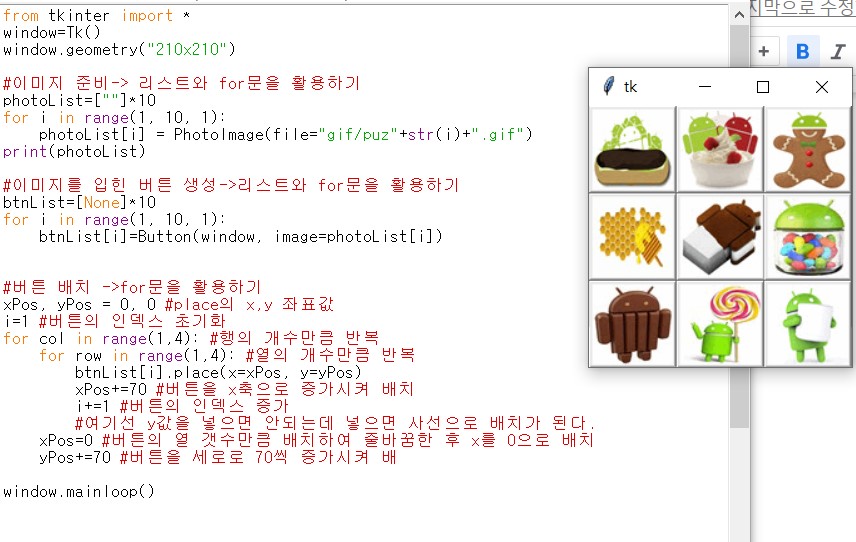 from tkinter import *
window=Tk()
window.geometry("210x210")
#이미지 준비-> 리스트와 for문을 활용하기
photoList=[""]*10
for i in range(1, 10, 1):
    photoList[i] = PhotoImage(file="gif/puz"+str(i)+".gif")
print(photoList)
#이미지를 입힌 버튼 생성->리스트와 for문을 활용하기
btnList=[None]*10
for i in range(1, 10, 1):
    btnList[i]=Button(window, image=photoList[i])
#버튼 배치 ->for문을 활용하기
xPos, yPos = 0, 0 #place의 x,y 좌표값
i=1 #버튼의 인덱스 초기화
for col in range(1,4): #행의 개수만큼 반복
    for row in range(1,4): #열의 개수만큼 반복
        btnList[i].place(x=xPos, y=yPos)
        xPos+=70 #버튼을 x축으로 증가시켜 배치
        i+=1 #버튼의 인덱스 증가
        #여기선 y값을 넣으면 안되는데 넣으면 사선으로 배치가 된다.
    xPos=0 #버튼의 열 갯수만큼 배치하여 줄바꿈한 후 x를 0으로 배치
    yPos+=70 #버튼을 세로로 70씩 증가시켜 배
window.mainloop()
지막으로 수정
+ B I
tk